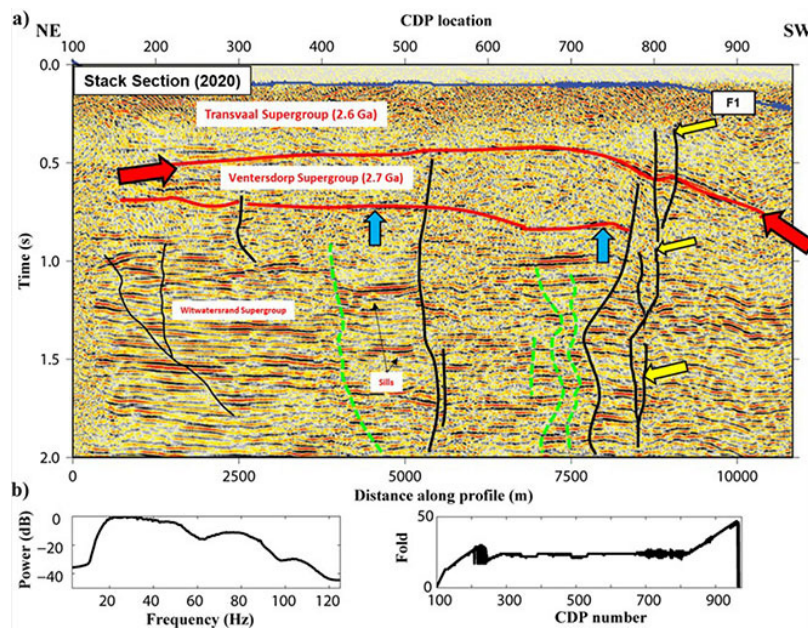 a)
CDP location
NE
SW
100 200 300 400 500 600 700 800 900
0.0
Stack Section (2020)
F1
Transvaal Supergroup (2.6 Ga)
0.5
Ventersdorp Supergroup (2.7 Ga)
Time (s)
1.0
Witwatersrand Supergroup
1.5
Sills
2.0
0 2500 5000 7500 10000
Distance along profile (m)
b)
Power (dB)
0
−20
−40
0 20 40 60 80 100 120
Frequency (Hz)
Fold
50
0
100 300 500 700 900
CDP number